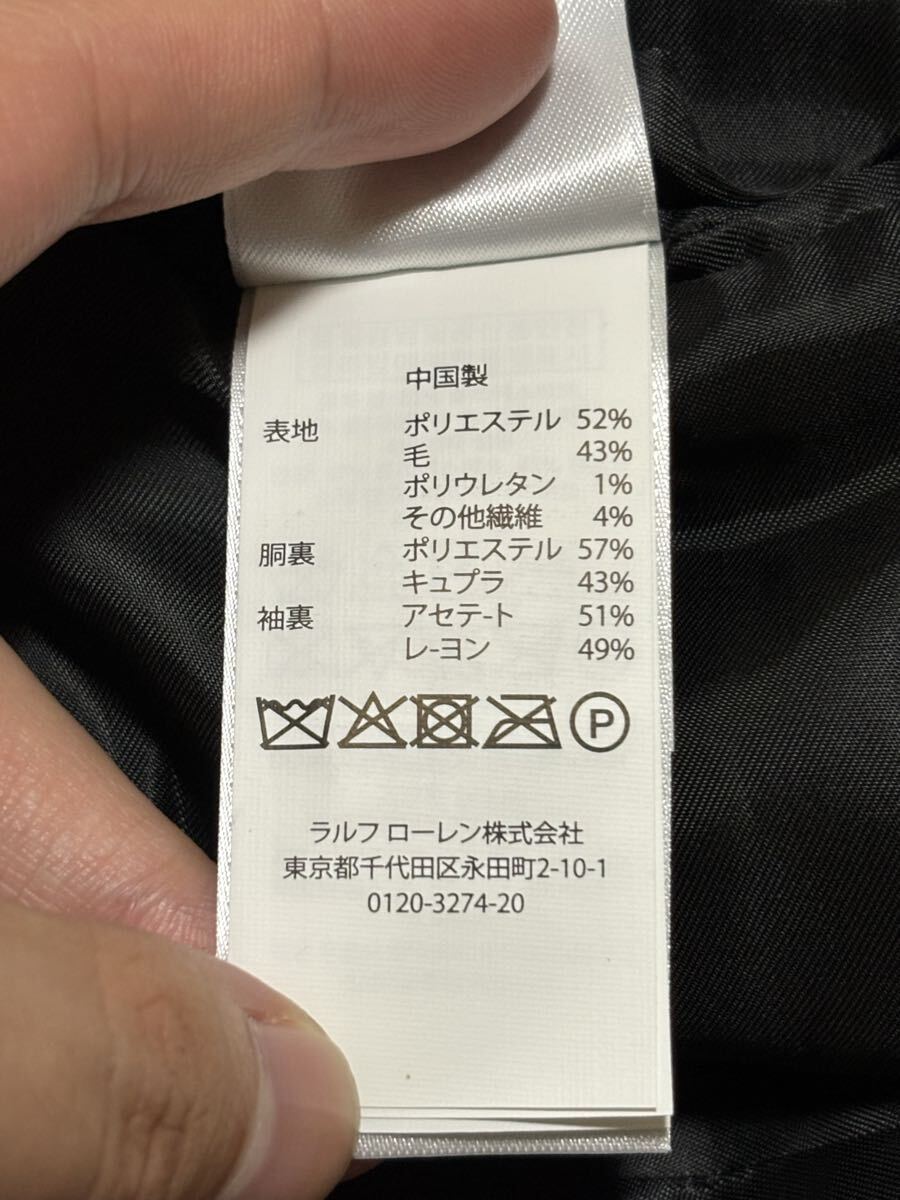 中国製
表地 ポリエステル 52%
毛 43%
ポリウレタン 1%
その他繊維 4%
胴裏 ポリエステル 57%
キュプラ 43%
袖裏 アセテ-ト 51%
レ-ヨン 49%
P
ラルフ ローレン株式会社
東京都千代田区永田町2-10-1
0120-3274-20